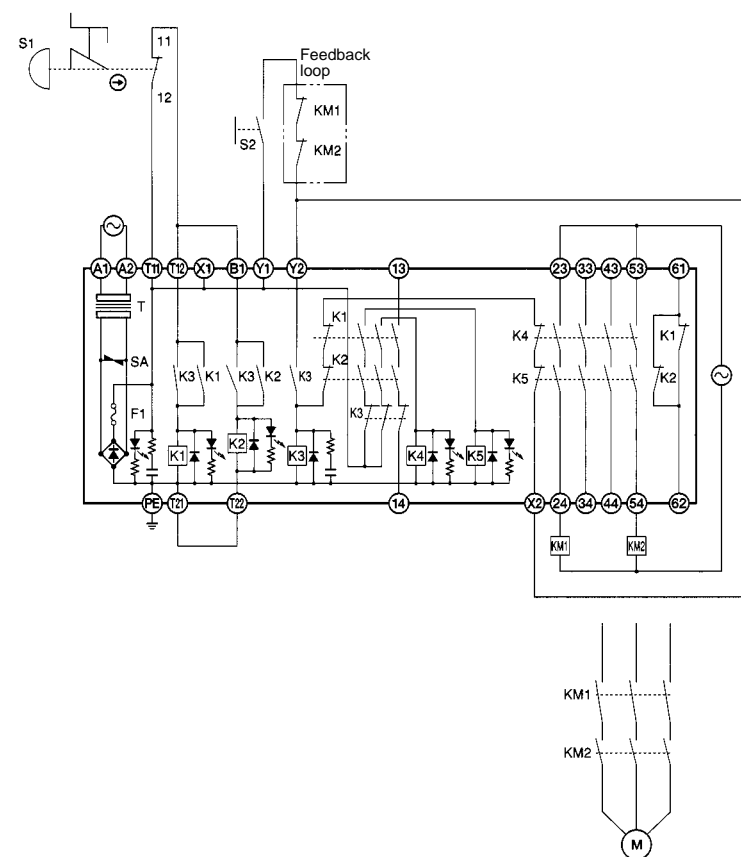 S1
11
12
Feedback
loop
KM1
KM2
S2
A1 A2 T11 T12 X1 B1 Y1 Y2 13 23 33 43 53 61
T
SA
F1
K3 K1 K3 K2 K3
K1
K2
K3
K4
K5
K1
K2
K1 K2 K3 K4 K5
PE T21 T22 14 X2 24 34 44 54 62
KM1 KM2
KM1
KM2
M